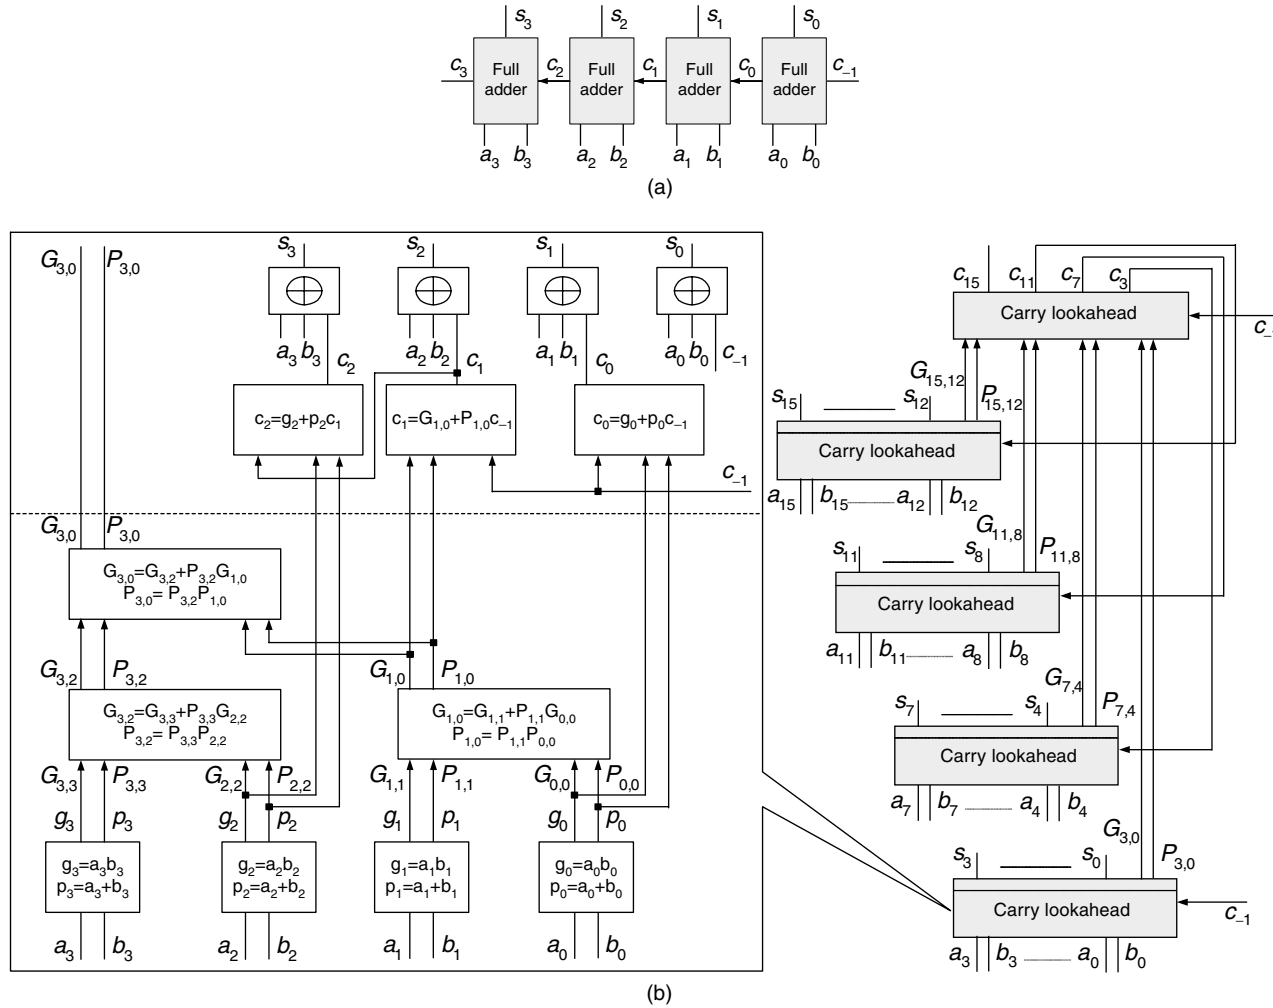 s3 s2 s1 s0
c3 Full adder c2 Full adder c1 Full adder c0 Full adder c−1
a3 b3 a2 b2 a1 b1 a0 b0
(a)
G3,0 P3,0 s3 s2 s1 s0
a3 b3 c2 a2 b2 c1 a1 b1 c0 a0 b0 c−1
c2=g2+p2c1 c1=G1,0+P1,0c−1 c0=g0+p0c−1
c−1
G3,0 P3,0
G3,0=G3,2+P3,2G1,0
P3,0= P3,2P1,0
G3,2 P3,2 G1,0 P1,0
G3,2=G3,3+P3,3G2,2 G1,0=G1,1+P1,1G0,0
P3,2= P3,3P2,2 P1,0= P1,1P0,0
G3,3 P3,3 G2,2 P2,2 G1,1 P1,1 G0,0 P0,0
g3 p3 g2 p2 g1 p1 g0 p0
g3=a3b3 g2=a2b2 g1=a1b1 g0=a0b0
p3=a3+b3 p2=a2+b2 p1=a1+b1 p0=a0+b0
a3 b3 a2 b2 a1 b1 a0 b0
c15 c11 c7 c3
Carry lookahead
c−
G15,12 P15,12
s15 s12
Carry lookahead
a15 b15 a12 b12
G11,8 P11,8
s11 s8
Carry lookahead
a11 b11 a8 b8
G7,4 P7,4
s7 s4
Carry lookahead
a7 b7 a4 b4
G3,0 P3,0
s3 s0
Carry lookahead
c−1
a3 b3 a0 b0
(b)